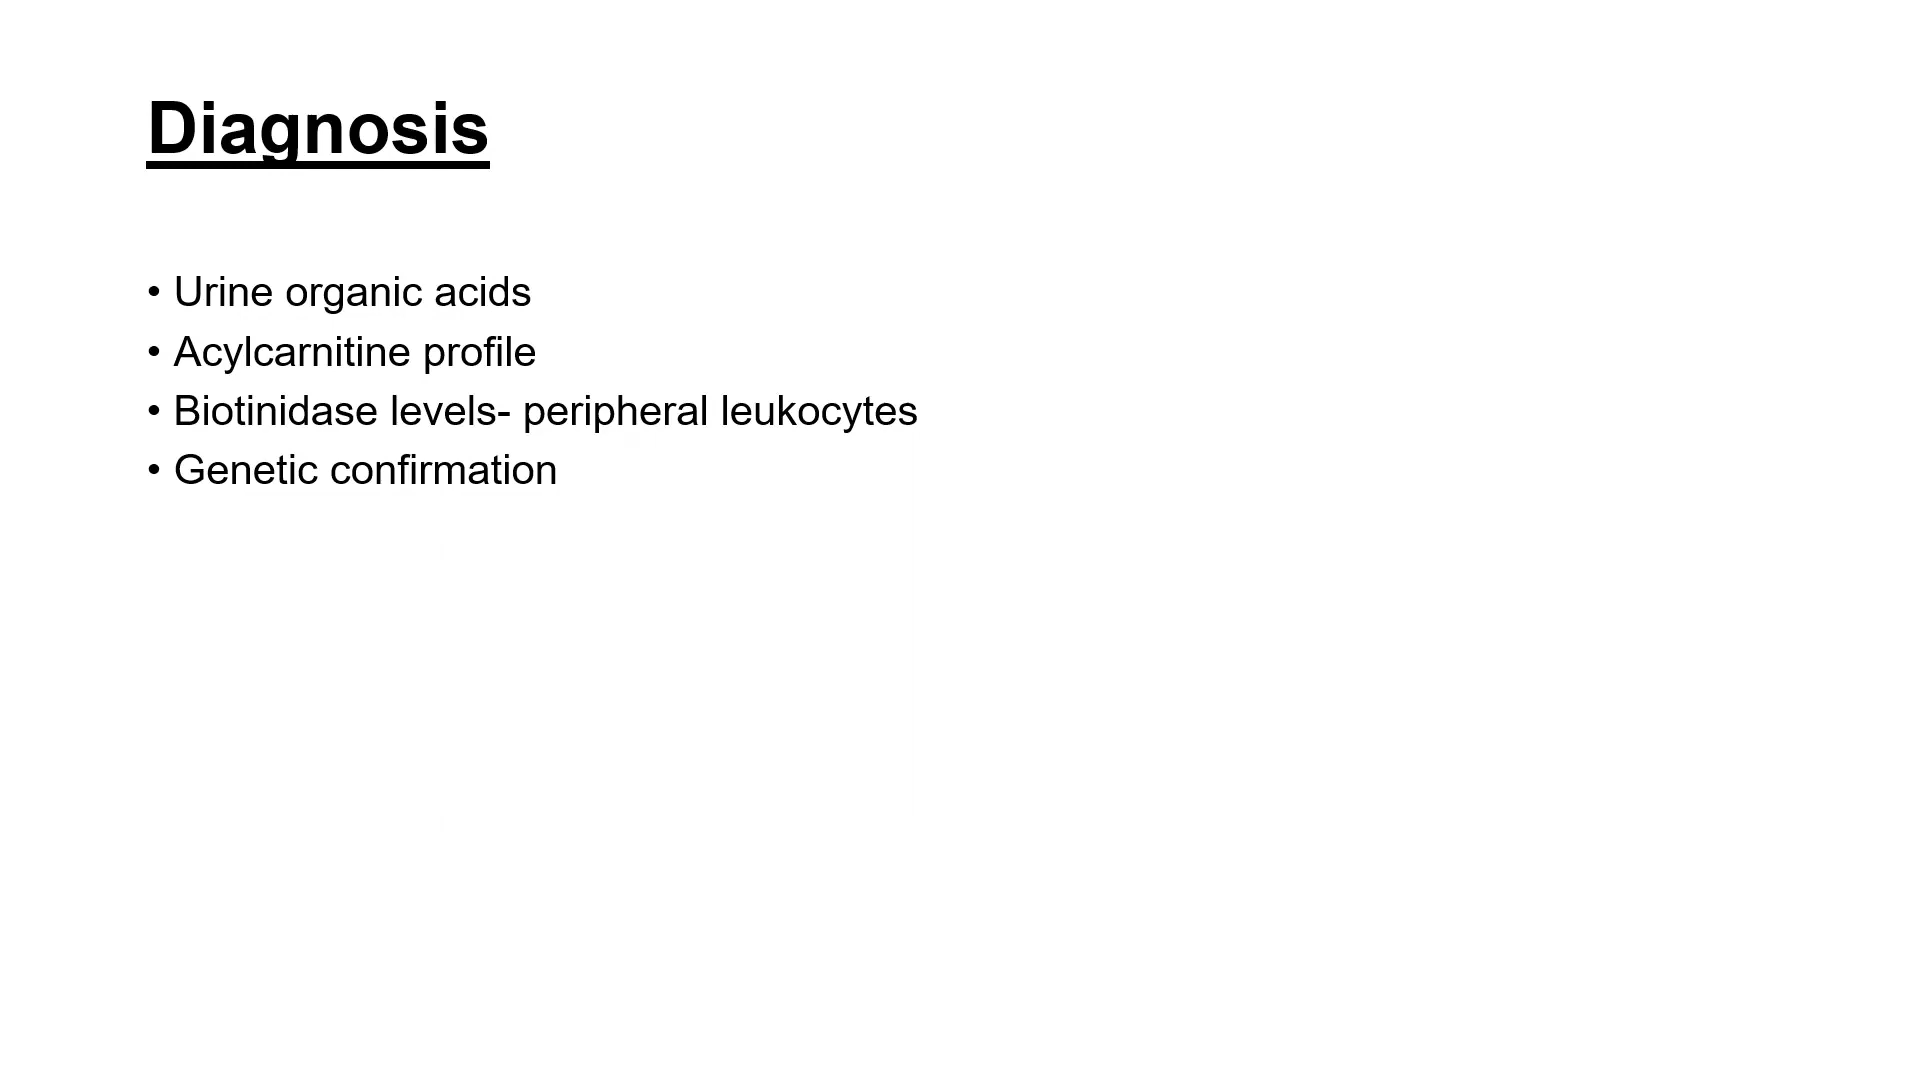 Diagnosis
• Urine organic acids
• Acylcarnitine profile
• Biotinidase levels- peripheral leukocytes
• Genetic confirmation